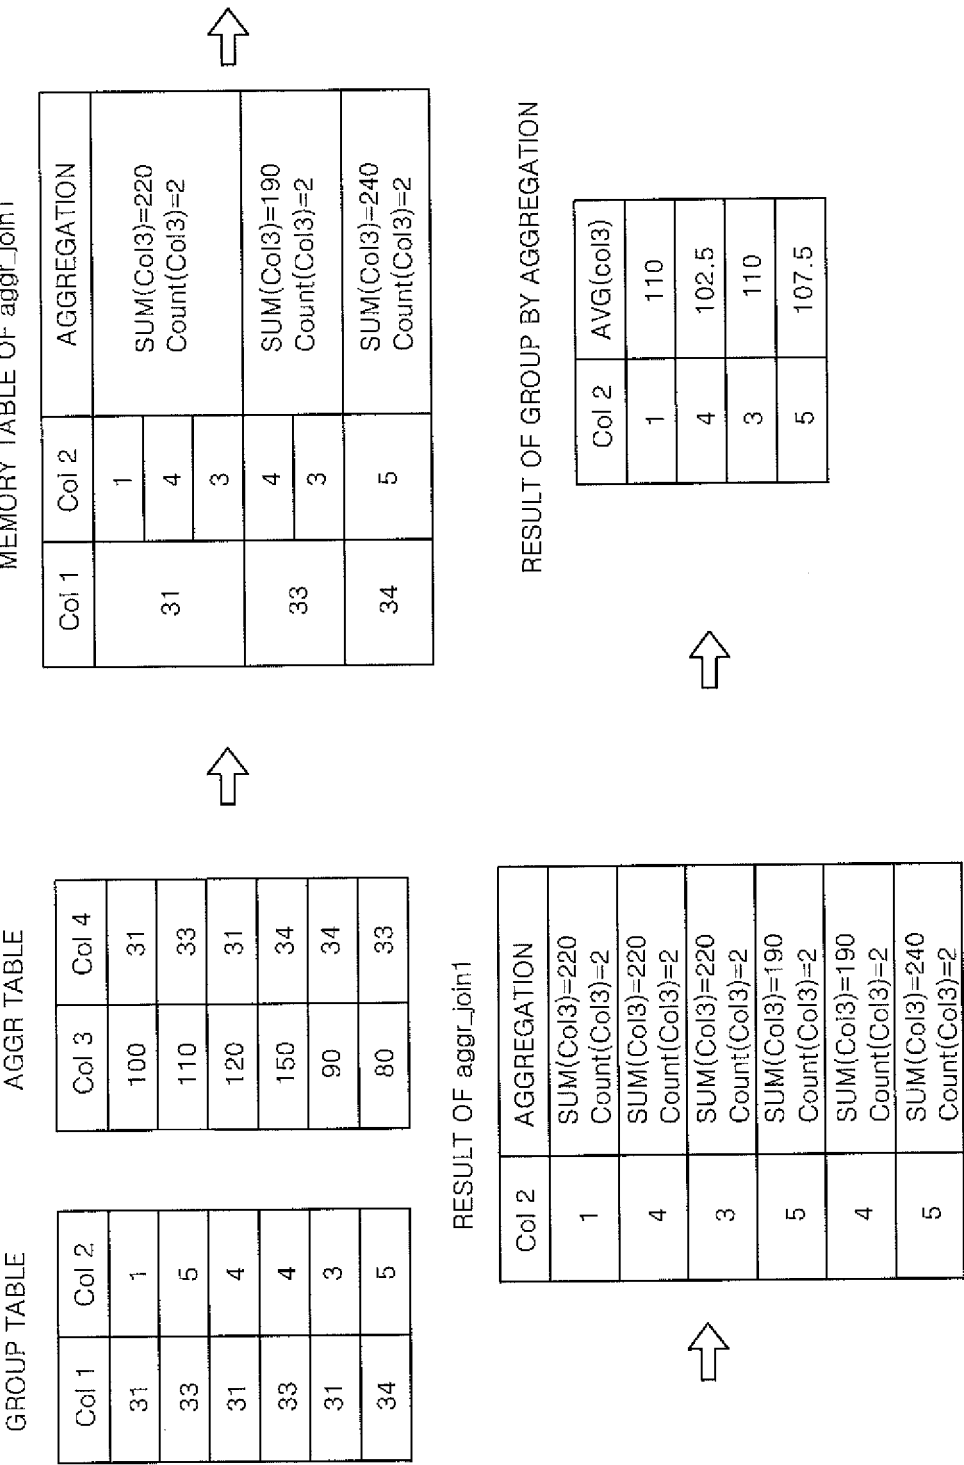 GROUP TABLE
Col 1 Col 2
31 1
33 5
31 4
33 4
31 3
34 5
AGGR TABLE
Col 3 Col 4
100 31
110 33
120 31
150 34
90 34
80 33
MEMORY TABLE OF aggr_join1
Col 1 Col 2 AGGREGATION
31
1
4
3
SUM(Col3)=220
Count(Col3)=2
33
4
3
SUM(Col3)=190
Count(Col3)=2
34
5
SUM(Col3)=240
Count(Col3)=2
RESULT OF aggr_join1
Col 2 AGGREGATION
1 SUM(Col3)=220
Count(Col3)=2
4 SUM(Col3)=220
Count(Col3)=2
3 SUM(Col3)=220
Count(Col3)=2
5 SUM(Col3)=190
Count(Col3)=2
4 SUM(Col3)=190
Count(Col3)=2
5 SUM(Col3)=240
Count(Col3)=2
RESULT OF GROUP BY AGGREGATION
Col 2 AVG(col3)
1 110
4 102.5
3 110
5 107.5